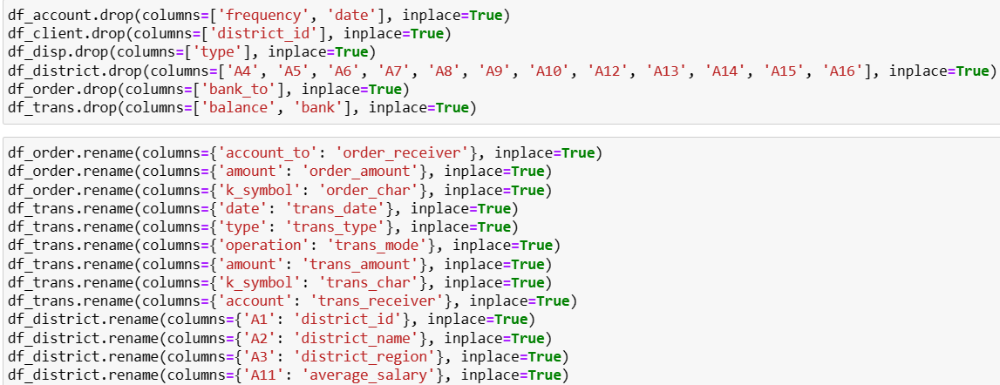 df_account.drop(columns=['frequency', 'date'], inplace=True)
df_client.drop(columns=['district_id'], inplace=True)
df_disp.drop(columns=['type'], inplace=True)
df_district.drop(columns=['A4', 'A5', 'A6', 'A7', 'A8', 'A9', 'A10', 'A12', 'A13', 'A14', 'A15', 'A16'], inplace=True)
df_order.drop(columns=['bank_to'], inplace=True)
df_trans.drop(columns=['balance', 'bank'], inplace=True)
df_order.rename(columns={'account_to': 'order_receiver'}, inplace=True)
df_order.rename(columns={'amount': 'order_amount'}, inplace=True)
df_order.rename(columns={'k_symbol': 'order_char'}, inplace=True)
df_trans.rename(columns={'date': 'trans_date'}, inplace=True)
df_trans.rename(columns={'type': 'trans_type'}, inplace=True)
df_trans.rename(columns={'operation': 'trans_mode'}, inplace=True)
df_trans.rename(columns={'amount': 'trans_amount'}, inplace=True)
df_trans.rename(columns={'k_symbol': 'trans_char'}, inplace=True)
df_trans.rename(columns={'account': 'trans_receiver'}, inplace=True)
df_district.rename(columns={'A1': 'district_id'}, inplace=True)
df_district.rename(columns={'A2': 'district_name'}, inplace=True)
df_district.rename(columns={'A3': 'district_region'}, inplace=True)
df_district.rename(columns={'A11': 'average_salary'}, inplace=True)